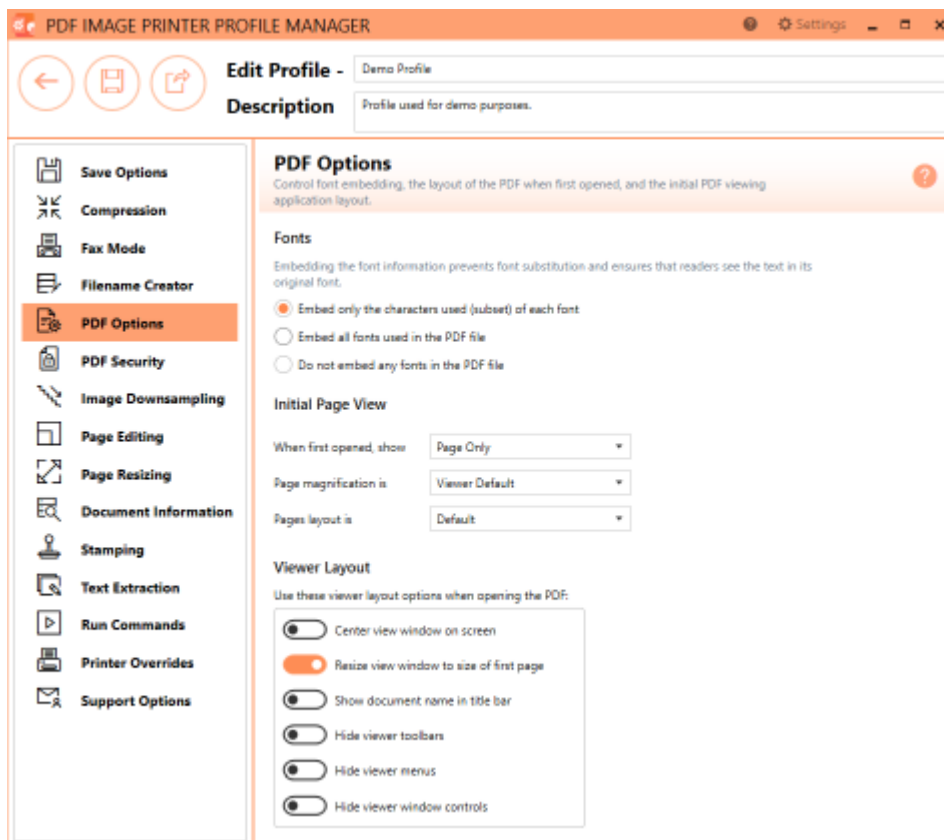 PDF IMAGE PRINTER PROFILE MANAGER
Settings
Edit Profile -
Demo Profile
Description
Profile used for demo purposes.
Save Options
Compression
Fax Mode
Filename Creator
PDF Options
PDF Security
Image Downsampling
Page Editing
Page Resizing
Document Information
Stamping
Text Extraction
Run Commands
Printer Overrides
Support Options
PDF Options
Control font embedding, the layout of the PDF when first opened, and the initial PDF viewing
application layout.
Fonts
Embedding the font information prevents font substitution and ensures that readers see the text in its
original font.
Embed only the characters used (subset) of each font
Embed all fonts used in the PDF file
Do not embed any fonts in the PDF file
Initial Page View
When first opened, show
Page Only
Page magnification is
Viewer Default
Pages layout is
Default
Viewer Layout
Use these viewer layout options when opening the PDF:
Center view window on screen
Resize view window to size of first page
Show document name in title bar
Hide viewer toolbars
Hide viewer menus
Hide viewer window controls